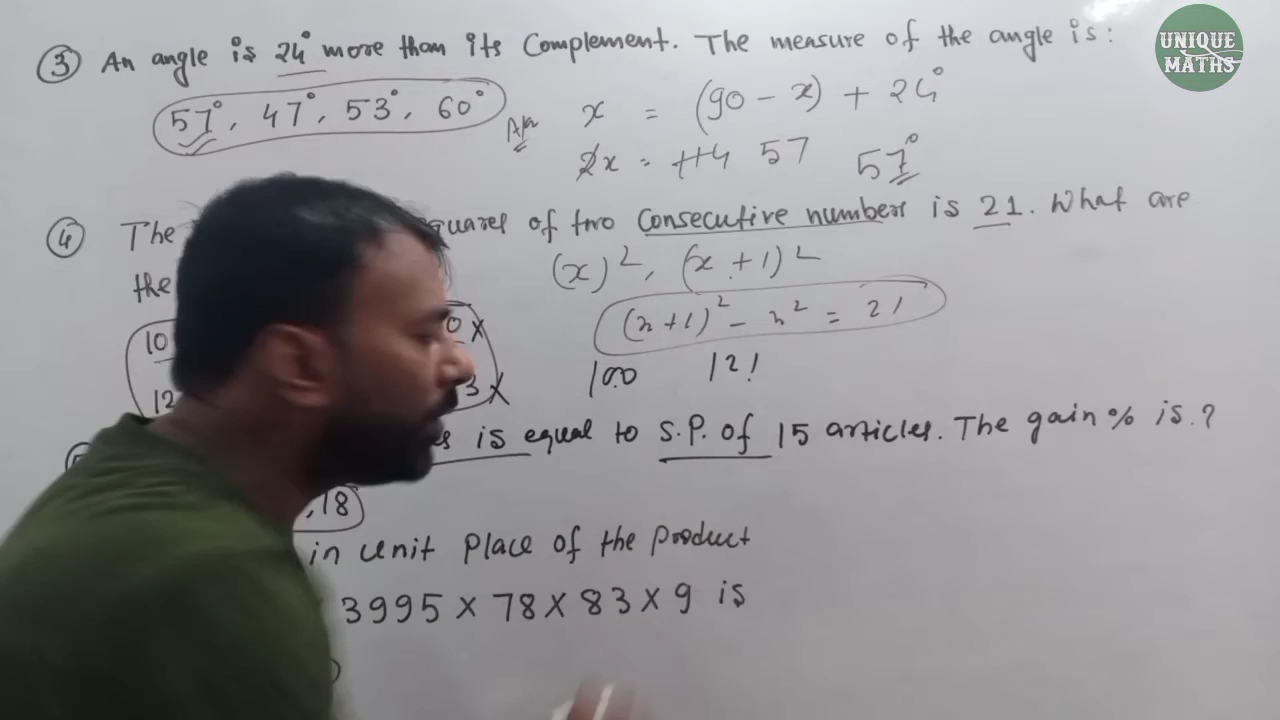 UNIQUE MATHS
③ An angle is 24° more than its Complement. The measure of the angle is:
57°, 47°, 53°, 60°
Ans x = (90 - x) + 24°
2x = 114 57 57°
④ The of two Consecutive numbers is 21. What are
the (x)², (x + 1)²
10
(x+1)² - x² = 21
12
100 121
is equal to S.P. of 15 articles. The gain % is.?
,18
in unit Place of the Product
3995 × 78 × 83 × 9 is